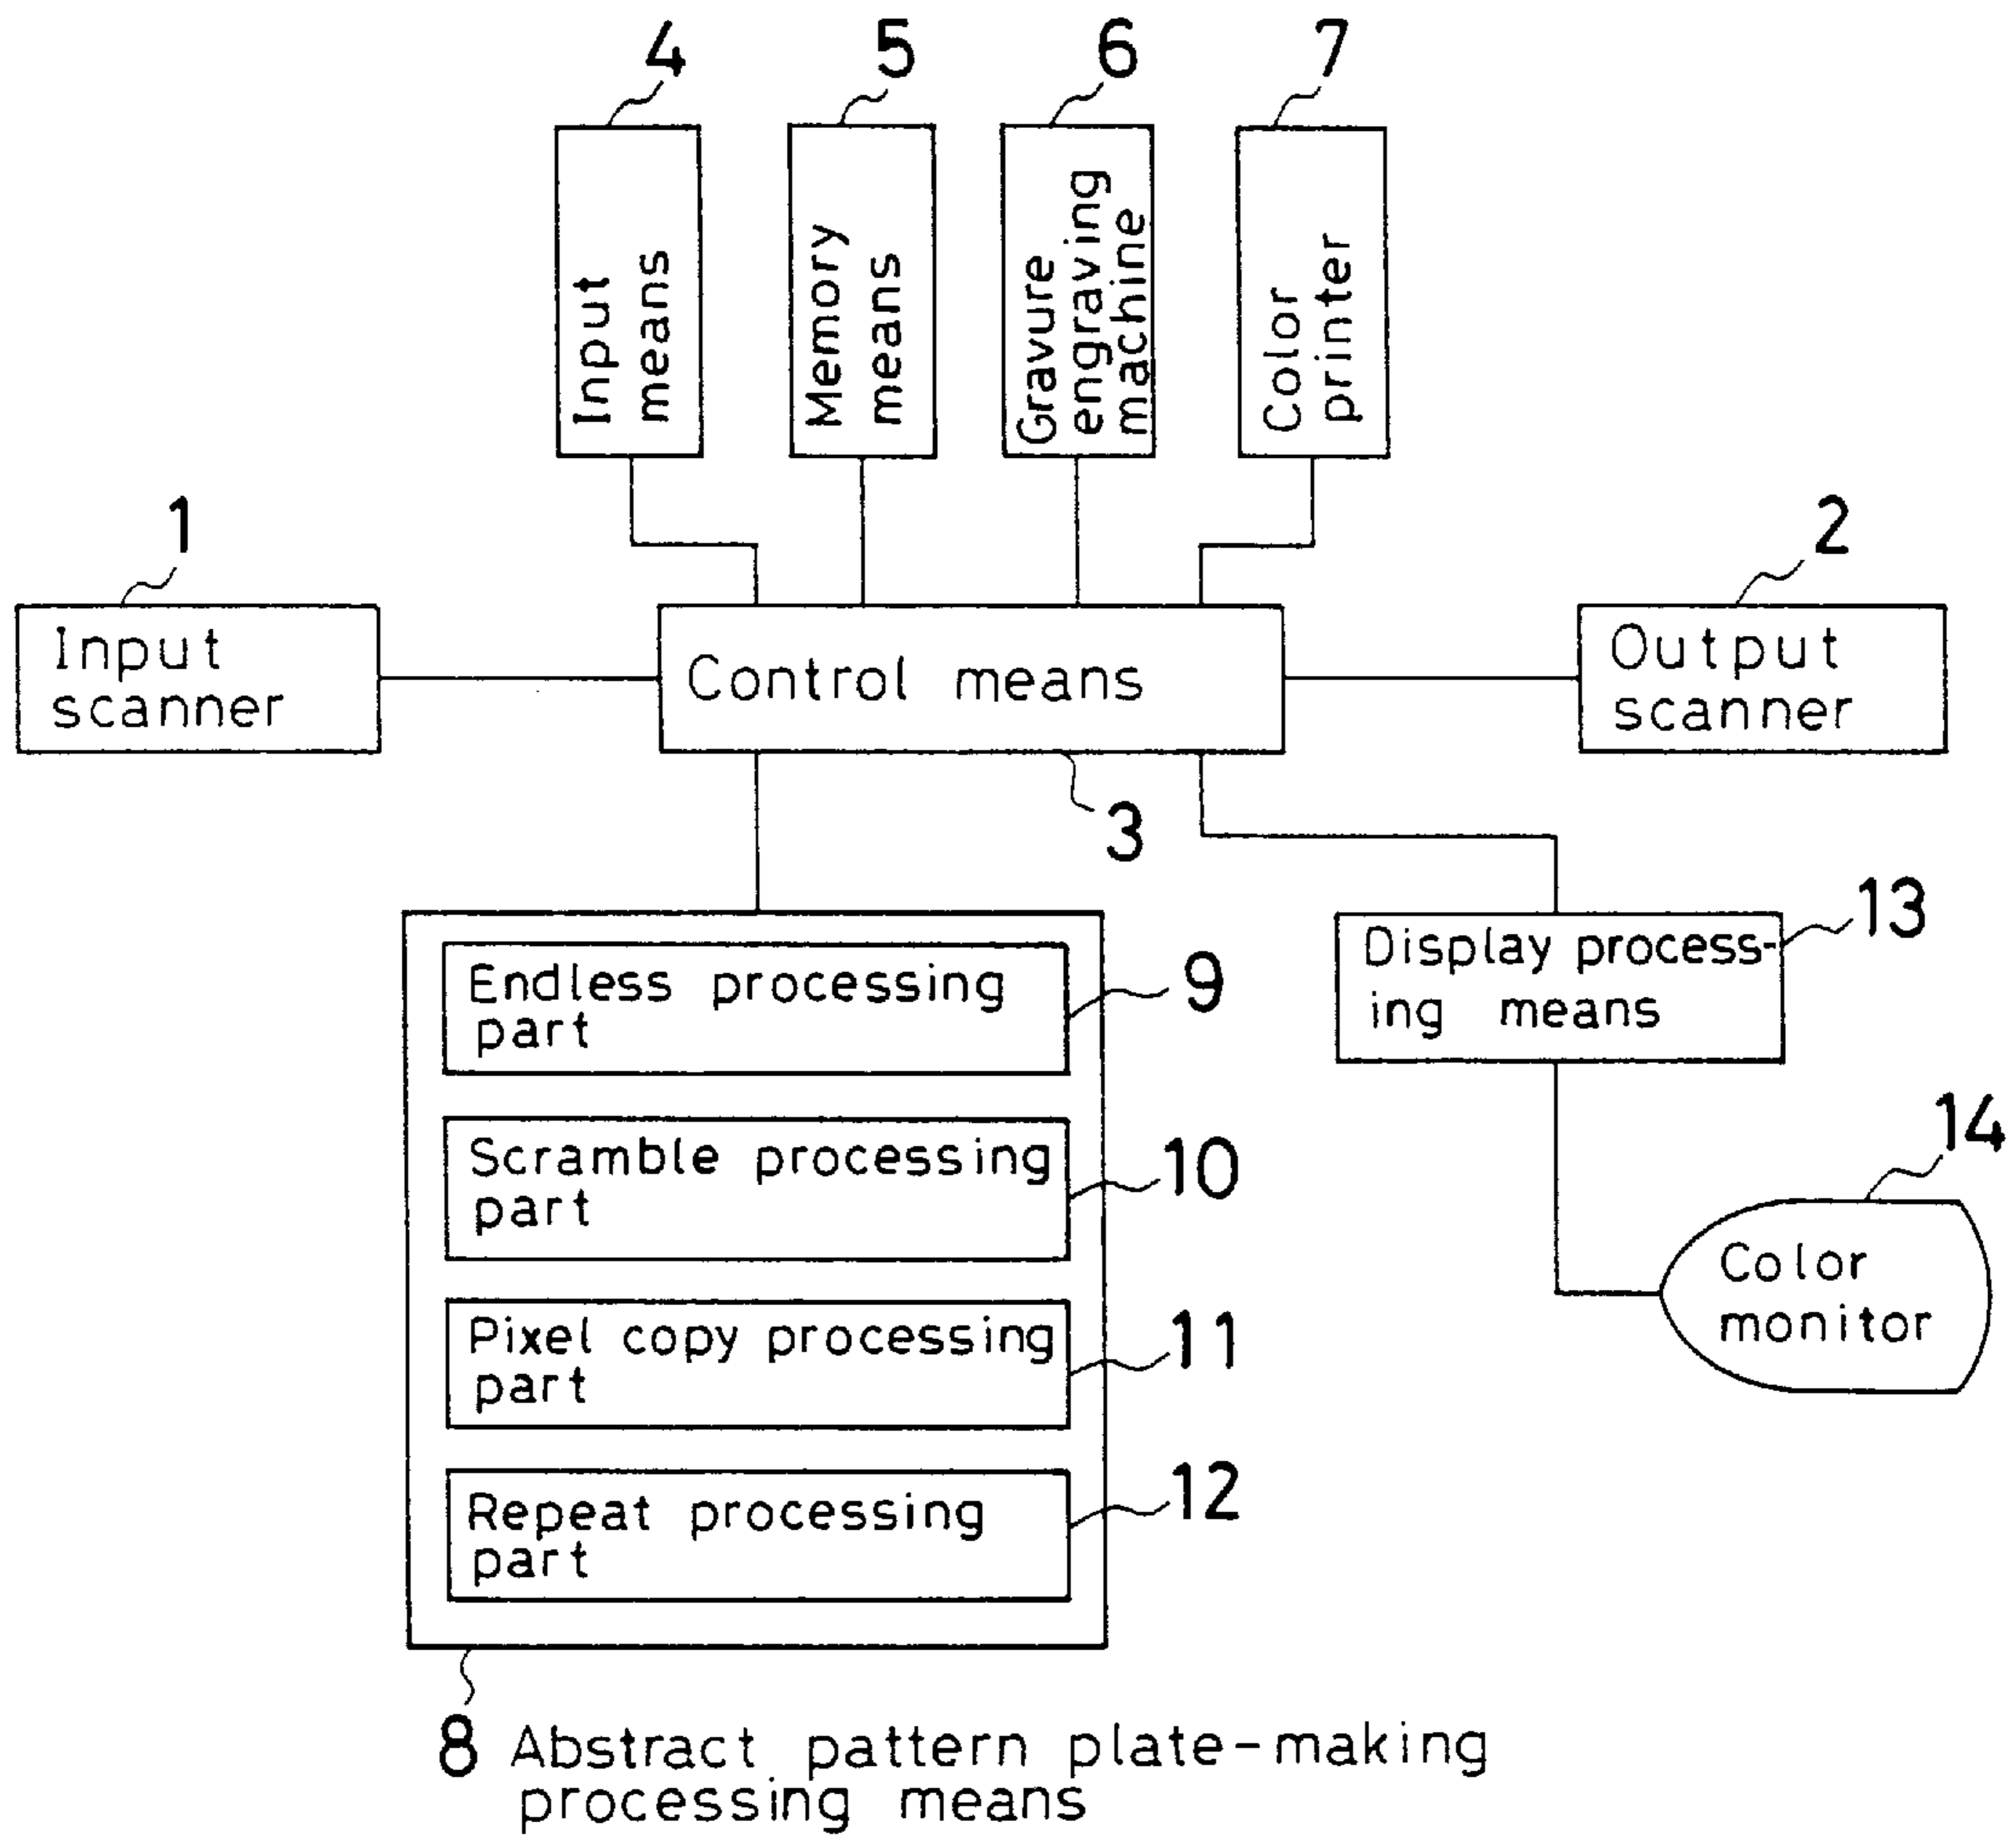 4
5
6
7
Input
means
Memory
means
Gravure
engraving
machine
Color
printer
1
2
Input
scanner
Control means
Output
scanner
3
13
Display process-
ing means
Endless processing
part
9
14
Scramble processing
part
10
Color
monitor
Pixel copy processing
part
11
Repeat processing
part
12
8 Abstract pattern plate-making
processing means